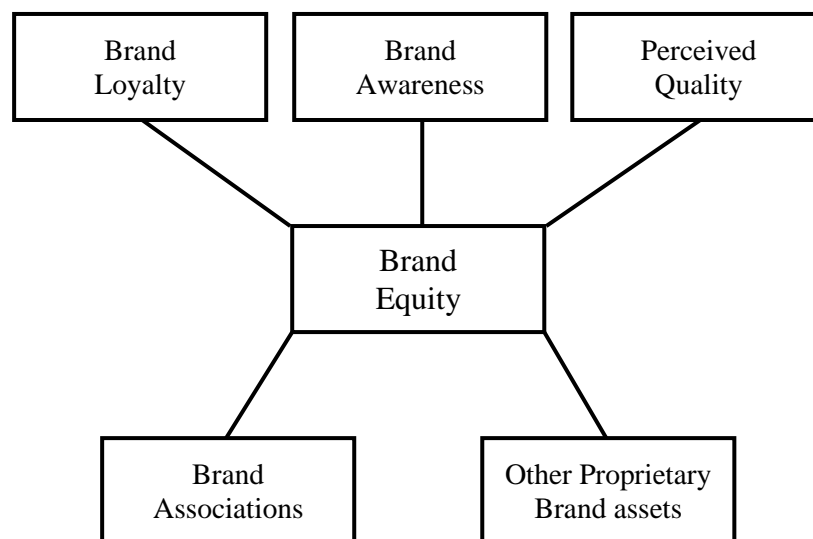 Brand
Loyalty
Brand
Awareness
Perceived
Quality
Brand
Equity
Brand
Associations
Other Proprietary
Brand assets